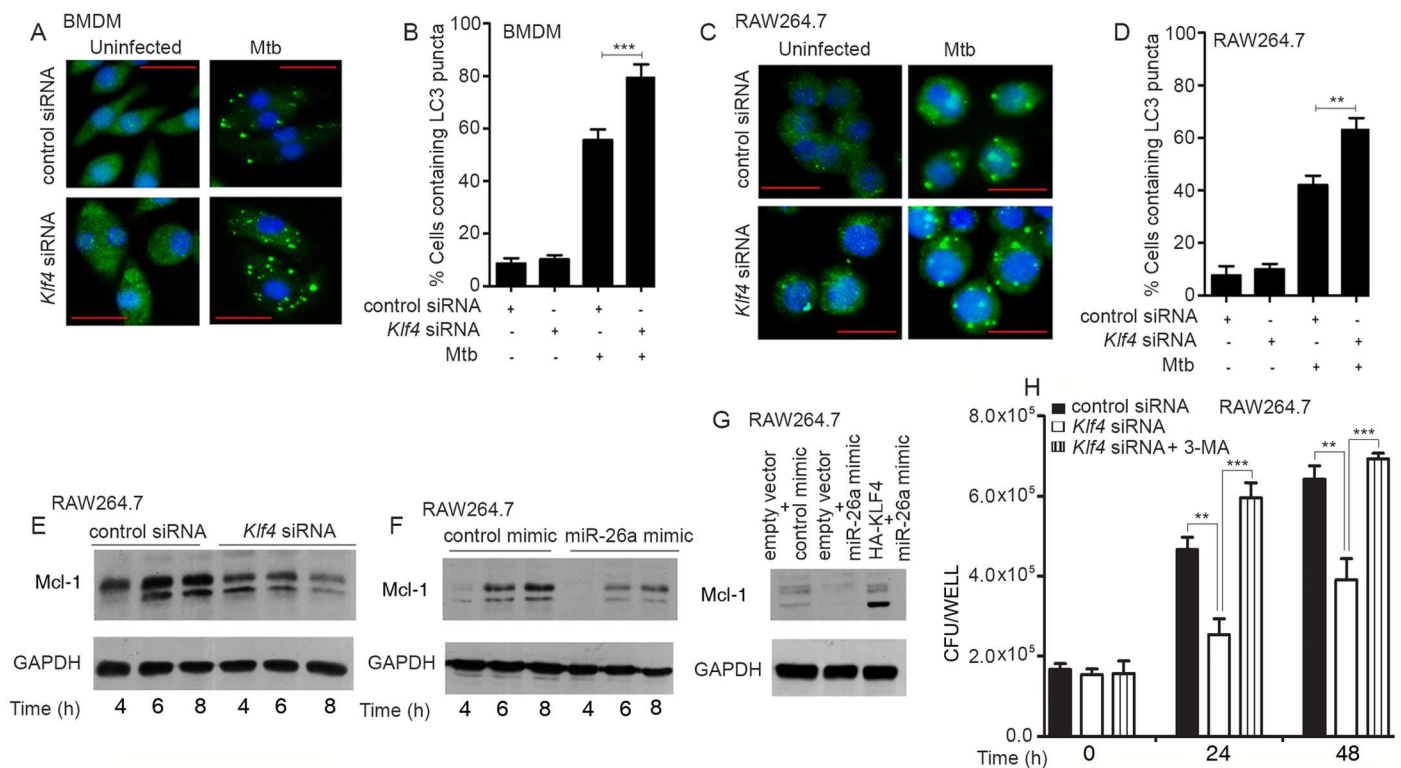 A
BMDM
Uninfected
Mtb
control siRNA
Klf4 siRNA
B
BMDM
% Cells containing LC3 puncta
100
80
60
40
20
0
***
control siRNA + - + -
Klf4 siRNA - + - +
Mtb - - + +
C
RAW264.7
Uninfected
Mtb
control siRNA
Klf4 siRNA
D
RAW264.7
% Cells containing LC3 puncta
100
80
60
40
20
0
**
control siRNA + - + -
Klf4 siRNA - + - +
Mtb - - + +
E
RAW264.7
control siRNA Klf4 siRNA
Mcl-1
GAPDH
Time (h) 4 6 8 4 6 8
F
RAW264.7
control mimic miR-26a mimic
Mcl-1
GAPDH
Time (h) 4 6 8 4 6 8
G
RAW264.7
empty vector
+
control mimic
empty vector
+
miR-26a mimic
HA-KLF4
+
miR-26a mimic
Mcl-1
GAPDH
H
RAW264.7
control siRNA
Klf4 siRNA
Klf4 siRNA + 3-MA
CFU/WELL
8.0x10⁵
6.0x10⁵
4.0x10⁵
2.0x10⁵
0.0
** ***
** ***
Time (h) 0 24 48